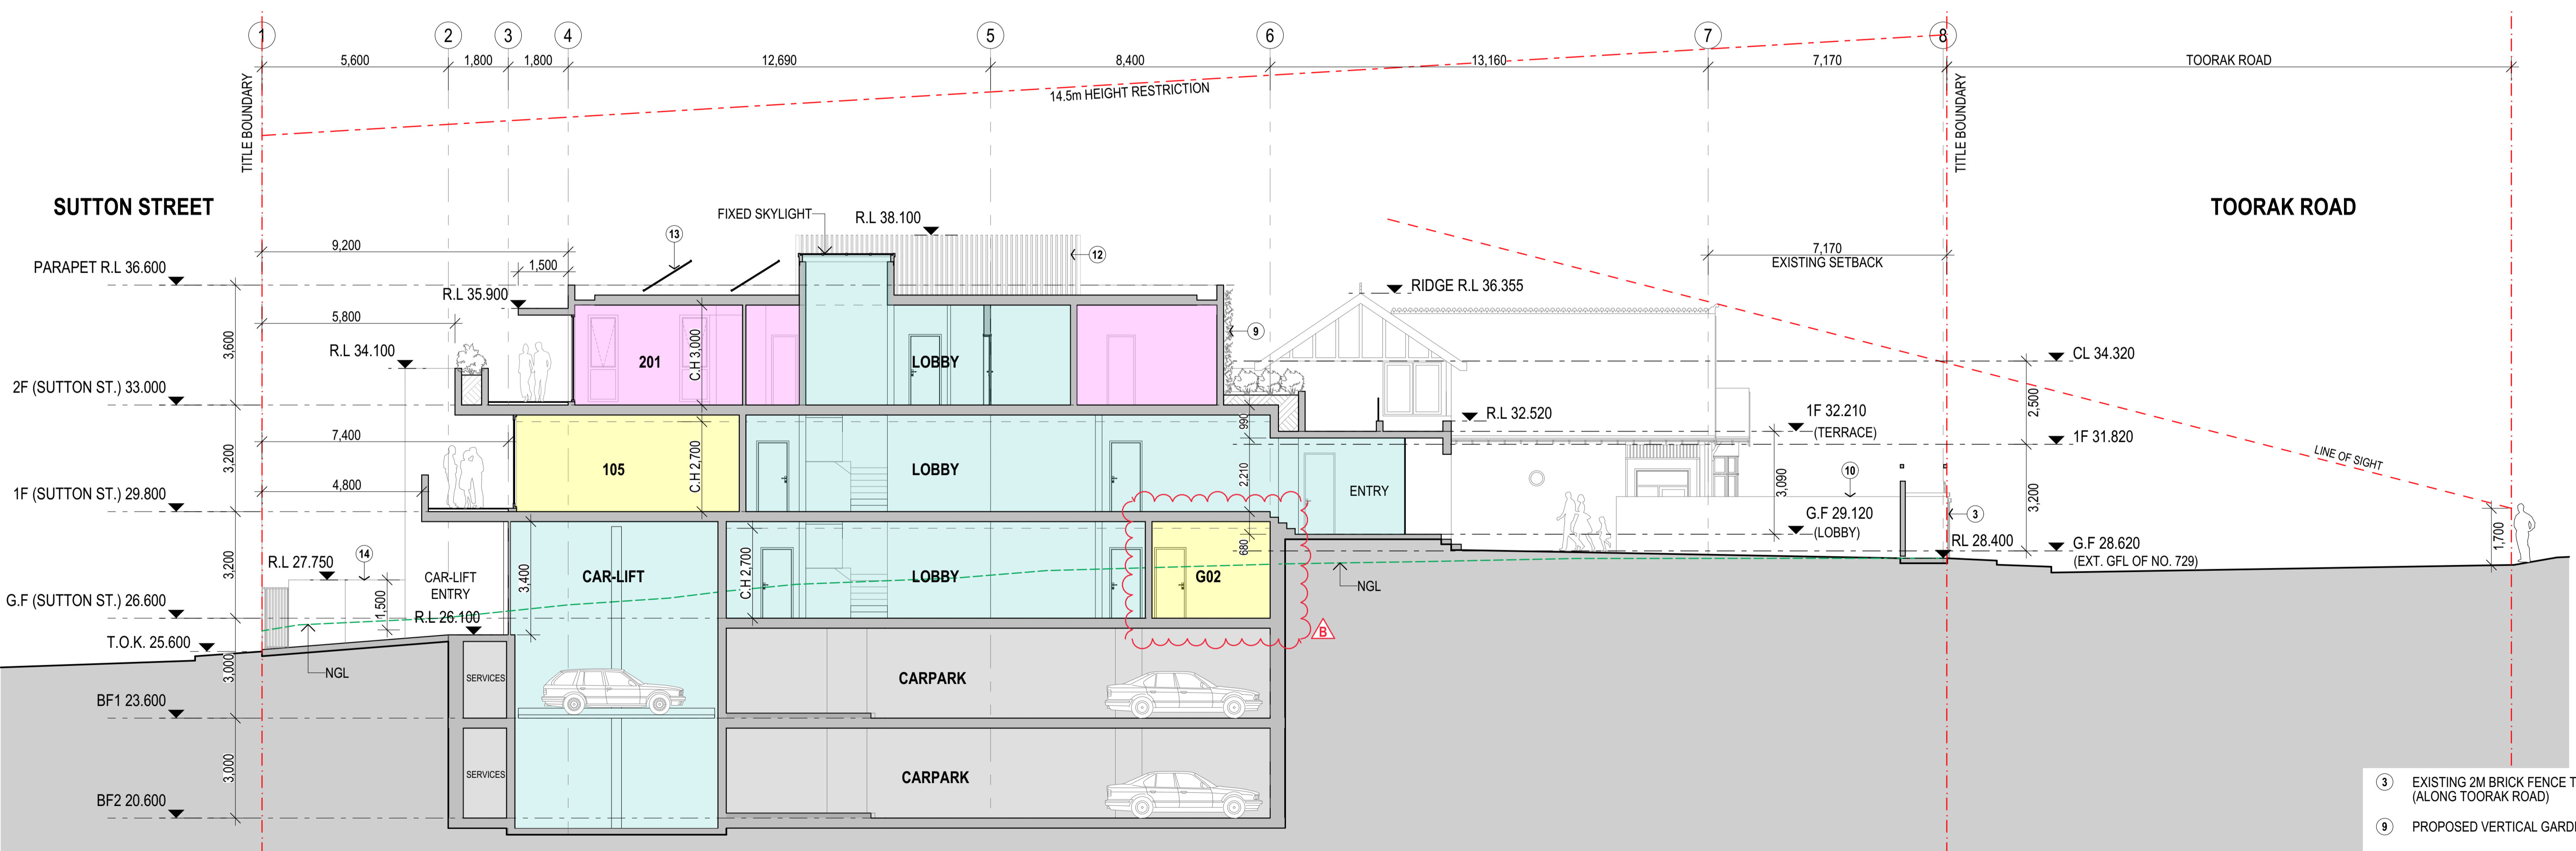 1
2
3
4
5
6
7
8
5,600
1,800
1,800
12,690
8,400
13,160
7,170
TOORAK ROAD
TITLE BOUNDARY
14.5m HEIGHT RESTRICTION
TITLE BOUNDARY
SUTTON STREET
TOORAK ROAD
FIXED SKYLIGHT
R.L 38.100
13
12
9,200
7,170
EXISTING SETBACK
PARAPET R.L 36.600
1,500
R.L 35.900
RIDGE R.L 36.355
5,800
9
3,600
R.L 34.100
201
C.H 3,000
LOBBY
CL 34.320
2F (SUTTON ST.) 33.000
2,500
990
R.L 32.520
1F 32.210
(TERRACE)
1F 31.820
7,400
3,200
105
C.H 2,700
LOBBY
2,210
ENTRY
3,090
10
LINE OF SIGHT
4,800
1F (SUTTON ST.) 29.800
G.F 29.120
(LOBBY)
3,200
3
1,700
RL 28.400
G.F 28.620
(EXT. GFL OF NO. 729)
680
3,200
R.L 27.750
14
CAR-LIFT
ENTRY
3,400
CAR-LIFT
C.H 2,700
LOBBY
G02
NGL
G.F (SUTTON ST.) 26.600
1,500
R.L 26.100
B
T.O.K. 25.600
NGL
3,000
SERVICES
CARPARK
BF1 23.600
3,000
SERVICES
CARPARK
BF2 20.600
3 EXISTING 2M BRICK FENCE T
(ALONG TOORAK ROAD)
9 PROPOSED VERTICAL GARD